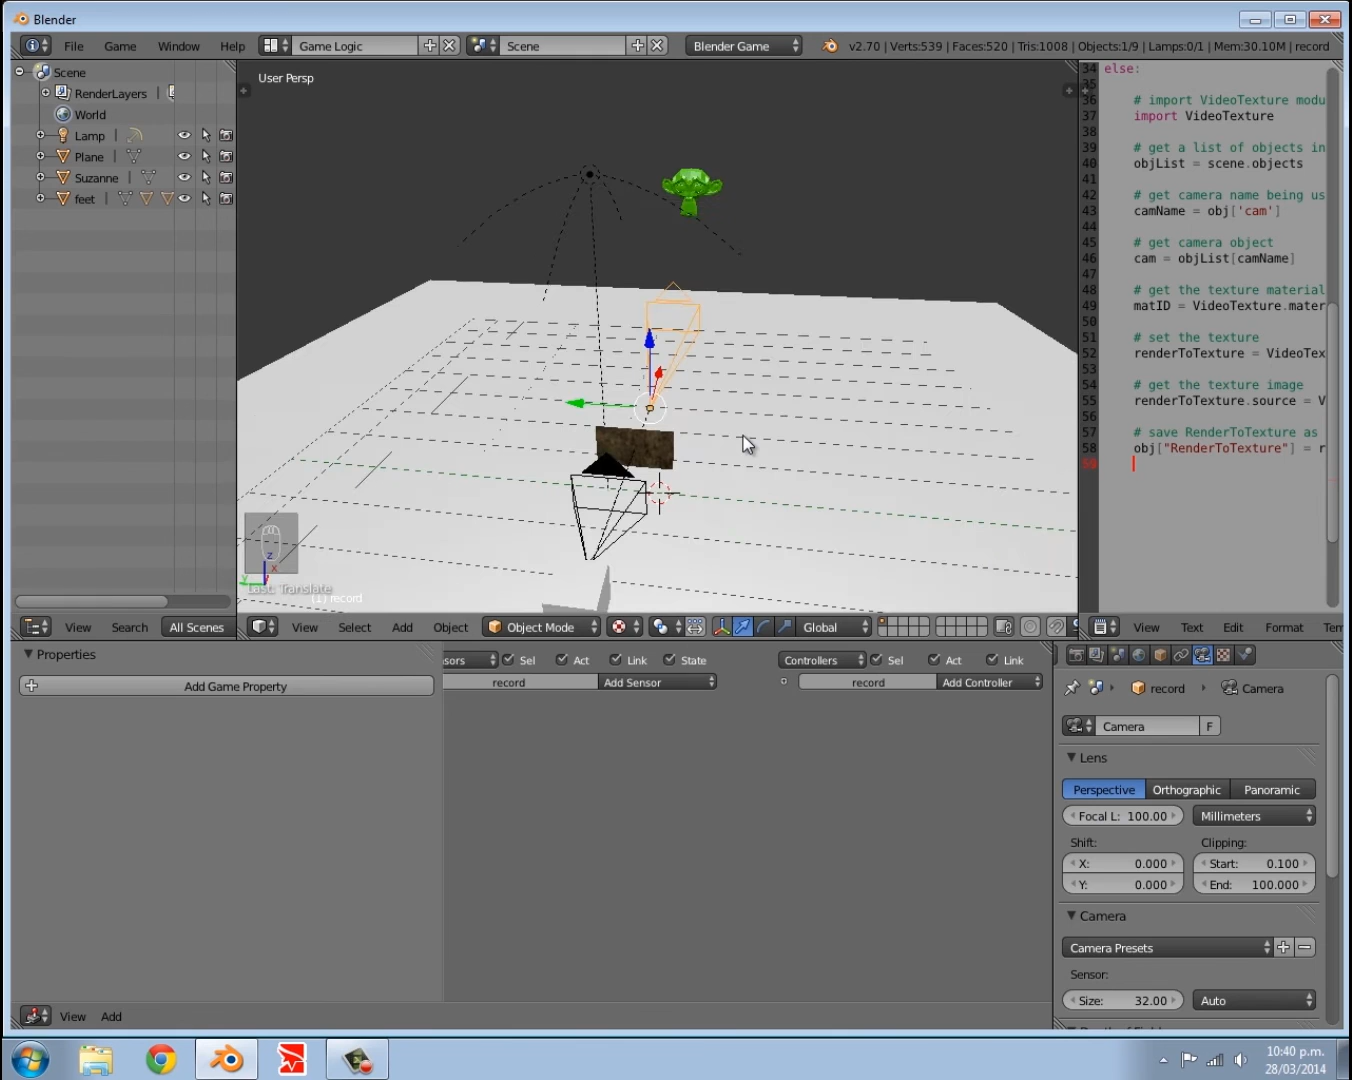 Blender
File Game Window Help Game Logic Scene Blender Game v2.70 | Verts:539 | Faces:520 | Tris:1008 | Objects:1/9 | Lamps:0/1 | Mem:30.10M | record
Scene
RenderLayers |
World
Lamp |
Plane |
Suzanne |
feet |
User Persp
Last: Translate
(1) record
z
x
y
34 else:
35
36 # import VideoTexture modu
37 import VideoTexture
38
39 # get a list of objects in
40 objList = scene.objects
41
42 # get camera name being us
43 camName = obj['cam']
44
45 # get camera object
46 cam = objList[camName]
47
48 # get the texture material
49 matID = VideoTexture.mater
50
51 # set the texture
52 renderToTexture = VideoTex
53
54 # get the texture image
55 renderToTexture.source = V
56
57 # save RenderToTexture as
58 obj["RenderToTexture"] = r
59
View Search All Scenes
View Select Add Object Object Mode Global
View Text Edit Format Tem
Properties
Add Game Property
sors Sel Act Link State
record Add Sensor
Controllers Sel Act Link
record Add Controller
record Camera
Camera F
Lens
Perspective Orthographic Panoramic
Focal L: 100.00 Millimeters
Shift: Clipping:
X: 0.000 Start: 0.100
Y: 0.000 End: 100.000
Camera
Camera Presets
Sensor:
Size: 32.00 Auto
View Add
10:40 p.m.
28/03/2014